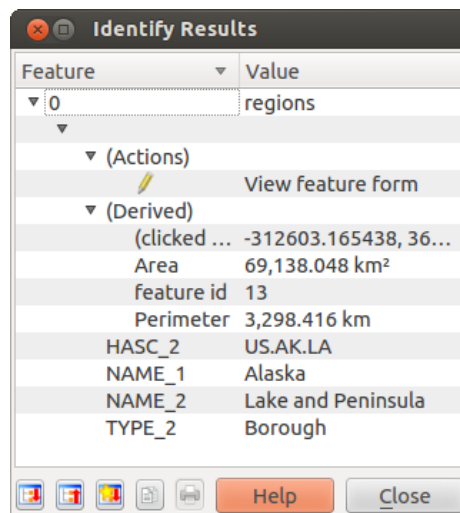 Identify Results
Feature Value
0 regions
(Actions)
View feature form
(Derived)
(clicked ... -312603.165438, 36...
Area 69,138.048 km²
feature id 13
Perimeter 3,298.416 km
HASC_2 US.AK.LA
NAME_1 Alaska
NAME_2 Lake and Peninsula
TYPE_2 Borough
Help Close